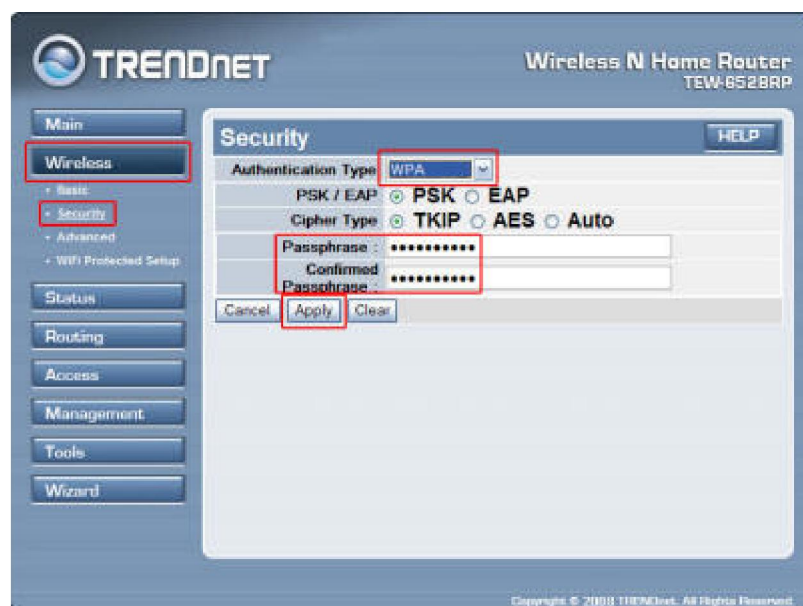 TRENDNET
Wireless N Home Router
TEW-652BRP
Main
Wireless
• Basic
• Security
• Advanced
• WiFi Protected Setup
Status
Routing
Access
Management
Tools
Wizard
Security
HELP
Authentication Type WPA
PSK / EAP PSK EAP
Cipher Type TKIP AES Auto
Passphrase : ••••••••••
Confirmed
Passphrase : ••••••••••
Cancel Apply Clear
Copyright © 2008 TRENDnet. All Rights Reserved.